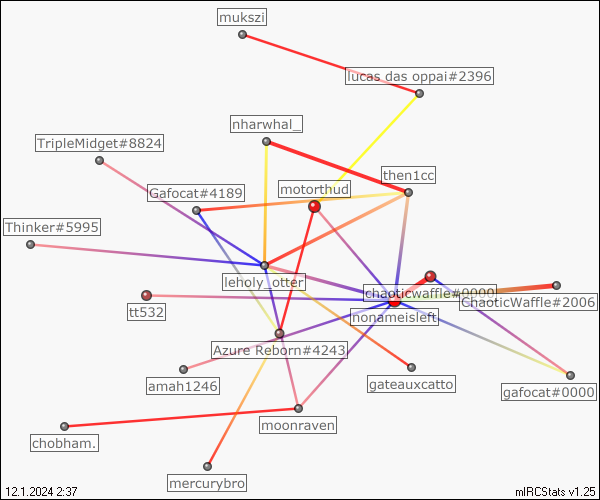 mukszi
lucas das oppai#2396
nharwhal_
TripleMidget#8824
then1cc
motorthud
Gafocat#4189
Thinker#5995
leholy_otter
chaoticwaffle#0000
ChaoticWaffle#2006
tt532
nonameisleft
Azure Reborn#4243
amah1246
gateauxcatto
gafocat#0000
moonraven
chobham.
mercurybro
12.1.2024 2:37
mIRCStats v1.25